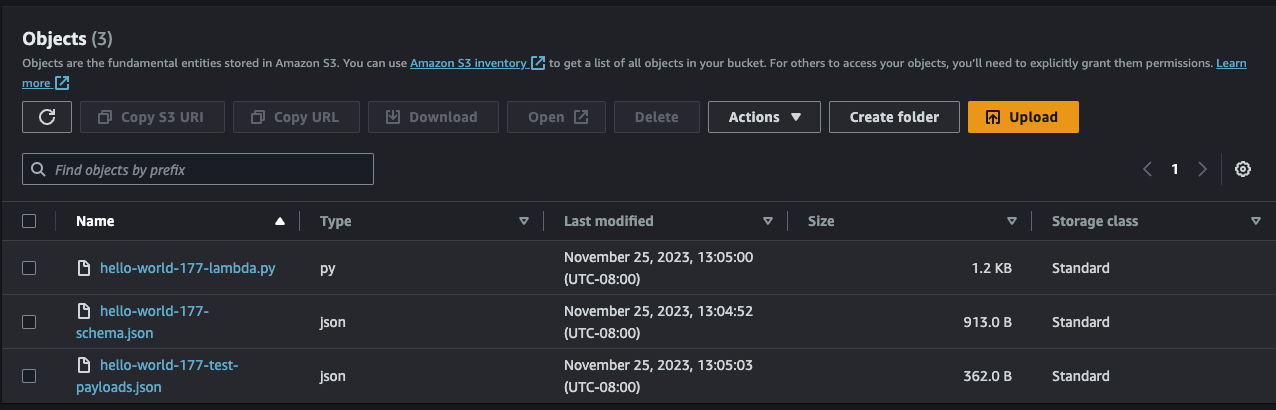 Objects (3)
Objects are the fundamental entities stored in Amazon S3. You can use Amazon S3 inventory to get a list of all objects in your bucket. For others to access your objects, you'll need to explicitly grant them permissions. Learn
more
Copy S3 URI Copy URL Download Open Delete Actions Create folder Upload
Find objects by prefix 1
Name Type Last modified Size Storage class
hello-world-177-lambda.py py November 25, 2023, 13:05:00 1.2 KB Standard
(UTC-08:00)
hello-world-177- json November 25, 2023, 13:04:52 913.0 B Standard
schema.json (UTC-08:00)
hello-world-177-test- json November 25, 2023, 13:05:03 362.0 B Standard
payloads.json (UTC-08:00)